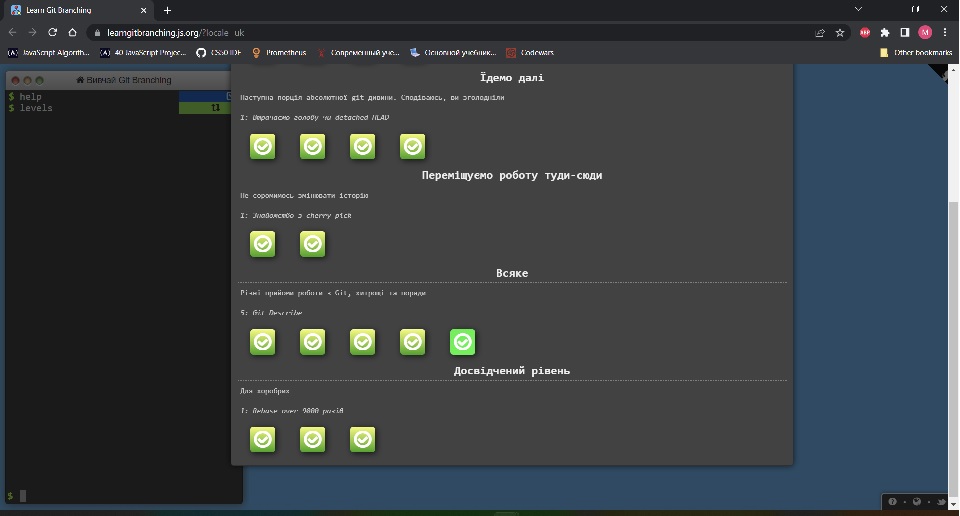 Learn Git Branching
learngitbranching.js.org/?locale uk
ABP
M
JavaScript Algorith...
40 JavaScript Projec...
CS50 IDE
Prometheus
Современный уче...
Основной учебник...
Codewars
Other bookmarks
Вивчай Git Branching
$ help
$ levels
$
Їдемо далі
Наступна порція абсолютної git дивини. Сподіваюсь, ви зголодніли
1: Втрачаємо голову чи detached HEAD
Переміщуємо роботу туди-сюди
Не соромимось змінювати історію
1: Знайомство з cherry pick
Всяке
Різні прийоми роботи з Git, хитрощі та поради
5: Git Describe
Досвідчений рівень
Для хоробрих
1: Rebase over 9000 разів